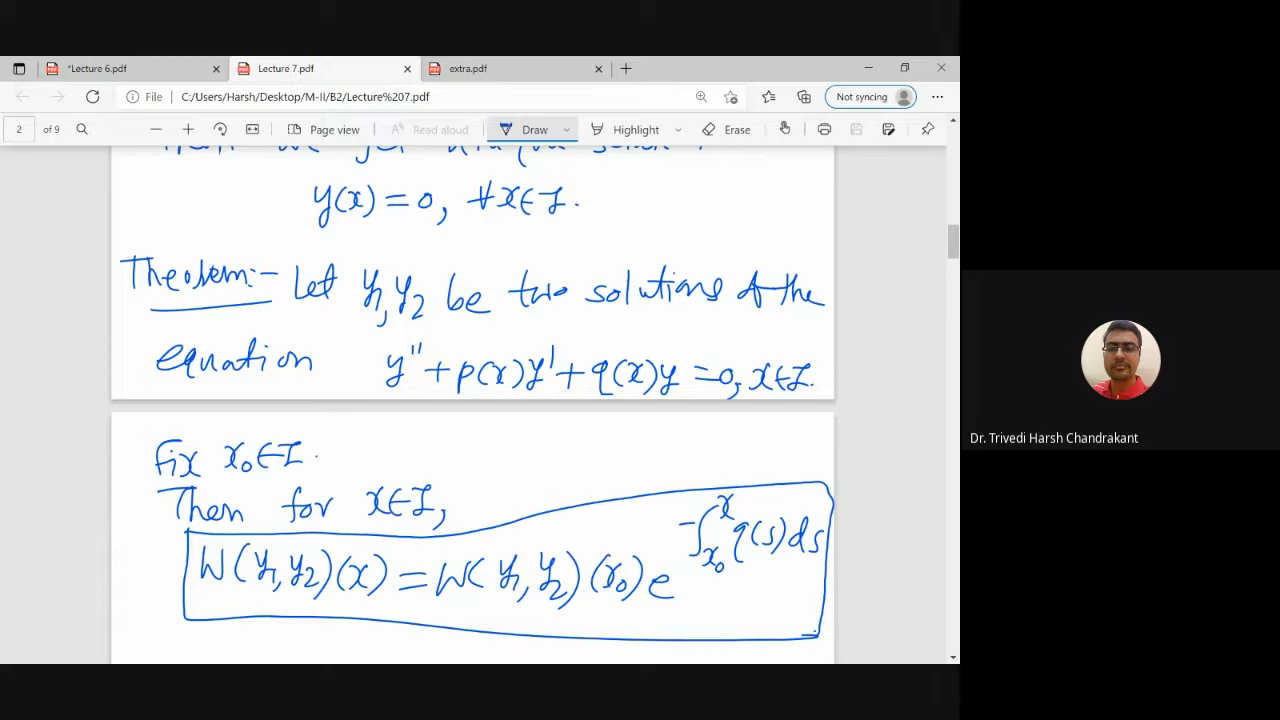 *Lecture 6.pdf
Lecture 7.pdf
extra.pdf
File
C:/Users/Harsh/Desktop/M-II/B2/Lecture%207.pdf
Not syncing
2 of 9
Page view
Read aloud
Draw
Highlight
Erase
y(x) = 0, ∀x∈I.
Theorem:- Let y₁, y₂ be two solutions of the
equation y'' + p(x)y' + q(x)y = 0, x∈I.
Fix x₀∈I.
Then for x∈I,
W(y₁, y₂)(x) = W(y₁, y₂)(x₀) e^{-∫_{x₀}^{x} q(s)ds}
Dr. Trivedi Harsh Chandrakant